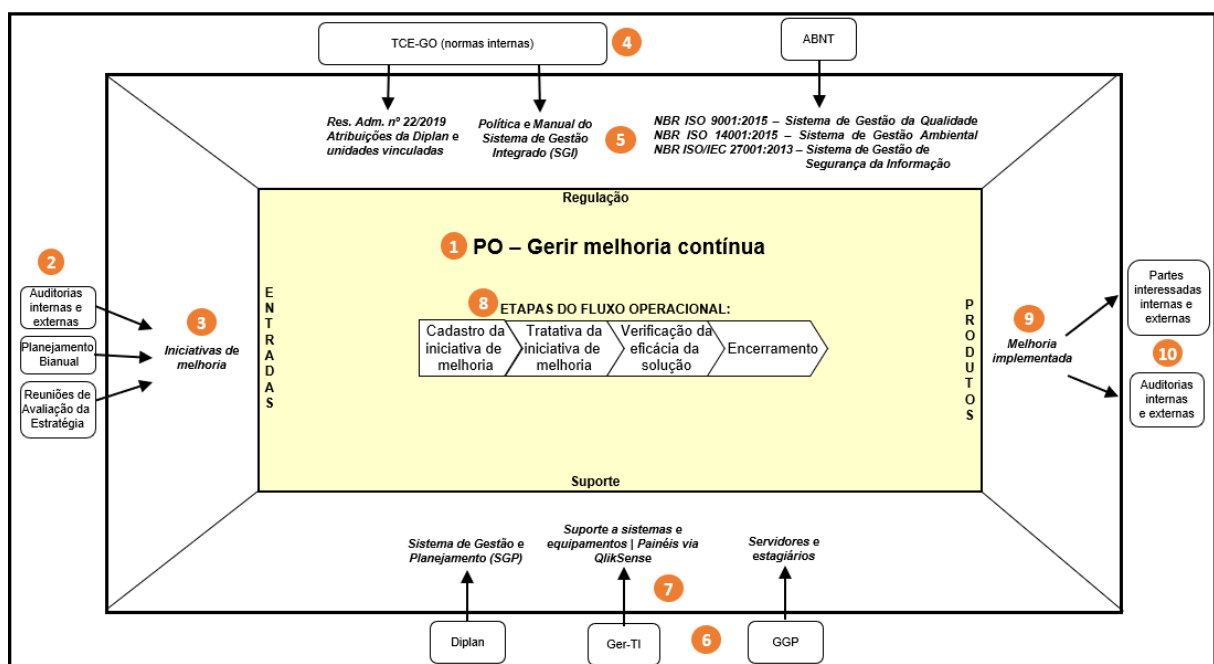 TCE-GO (normas internas)
4
ABNT
Res. Adm. nº 22/2019
Atribuições da Diplan e
unidades vinculadas
Política e Manual do
Sistema de Gestão
Integrado (SGI)
5
NBR ISO 9001:2015 – Sistema de Gestão da Qualidade
NBR ISO 14001:2015 – Sistema de Gestão Ambiental
NBR ISO/IEC 27001:2013 – Sistema de Gestão de
Segurança da Informação
Regulação
1
PO – Gerir melhoria contínua
2
Auditorias
internas e
externas
Planejamento
Bianual
Reuniões de
Avaliação da
Estratégia
3
Iniciativas de
melhoria
ENTRADAS
8
ETAPAS DO FLUXO OPERACIONAL:
Cadastro da
iniciativa de
melhoria
Tratativa da
iniciativa de
melhoria
Verificação da
eficácia da
solução
Encerramento
PRODUTOS
9
Melhoria
implementada
Partes
interessadas
internas e
externas
10
Auditorias
internas
e externas
Suporte
Sistema de Gestão e
Planejamento (SGP)
Suporte a sistemas e
equipamentos | Painéis via
QlikSense
Servidores e
estagiários
7
Diplan
Ger-TI
6
GGP